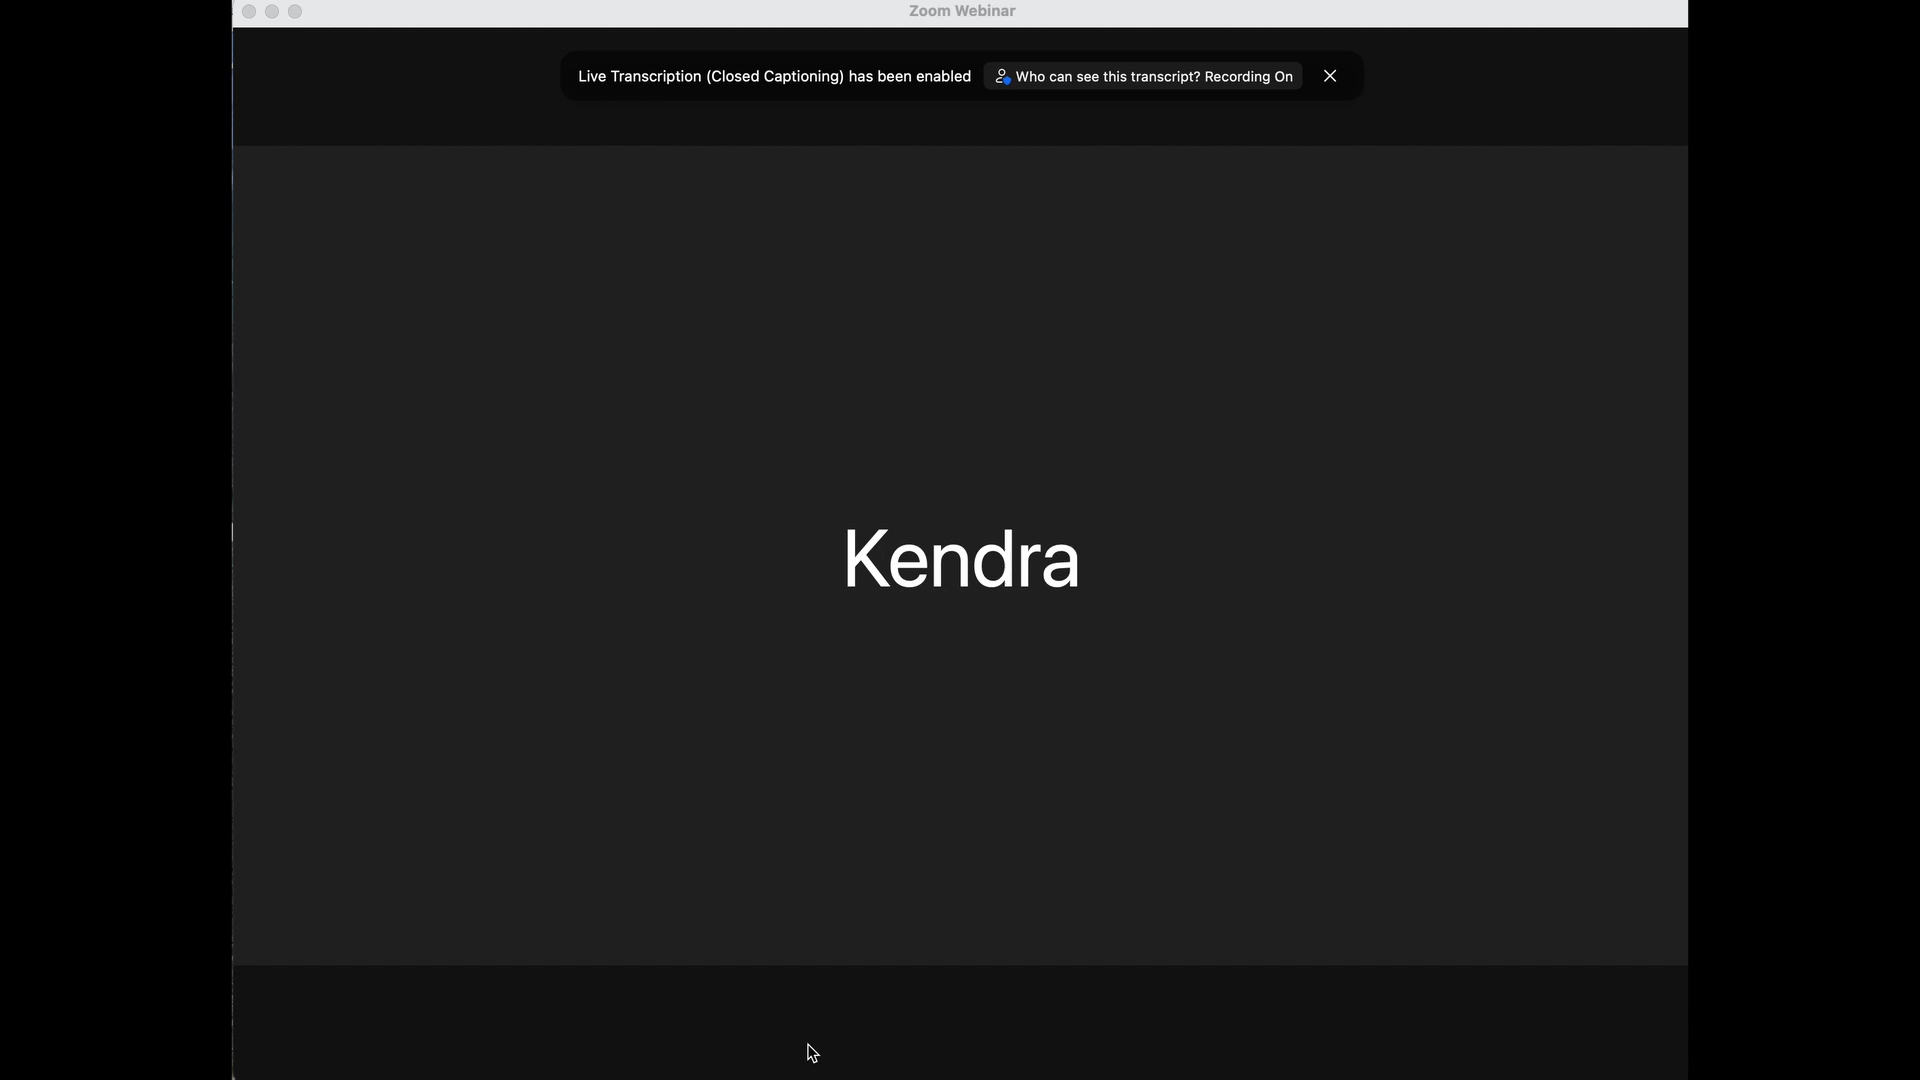 Zoom Webinar
Live Transcription (Closed Captioning) has been enabled Who can see this transcript? Recording On
Kendra